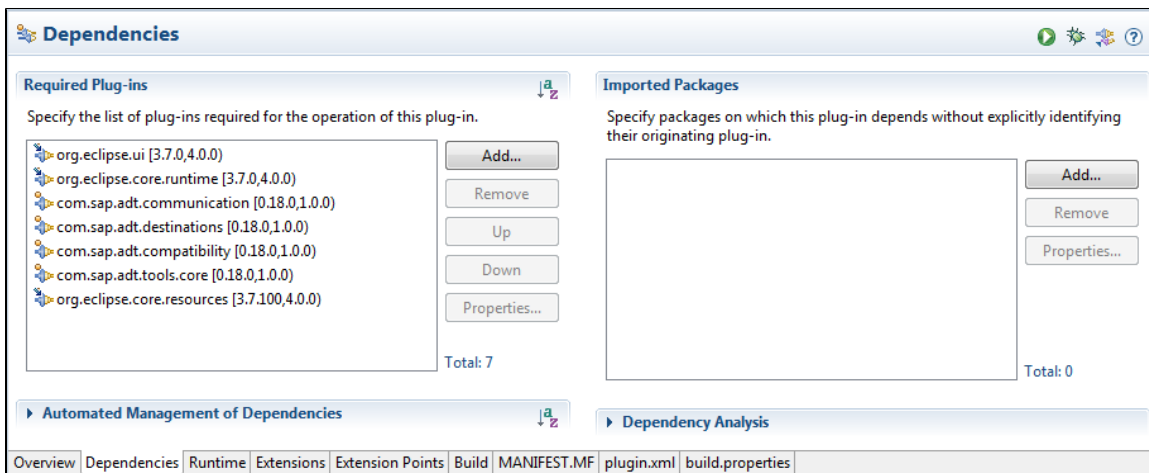 Dependencies
Required Plug-ins
Specify the list of plug-ins required for the operation of this plug-in.
org.eclipse.ui [3.7.0,4.0.0)
org.eclipse.core.runtime [3.7.0,4.0.0)
com.sap.adt.communication [0.18.0,1.0.0)
com.sap.adt.destinations [0.18.0,1.0.0)
com.sap.adt.compatibility [0.18.0,1.0.0)
com.sap.adt.tools.core [0.18.0,1.0.0)
org.eclipse.core.resources [3.7.100,4.0.0)
Add...
Remove
Up
Down
Properties...
Total: 7
Automated Management of Dependencies
Imported Packages
Specify packages on which this plug-in depends without explicitly identifying
their originating plug-in.
Add...
Remove
Properties...
Total: 0
Dependency Analysis
Overview Dependencies Runtime Extensions Extension Points Build MANIFEST.MF plugin.xml build.properties